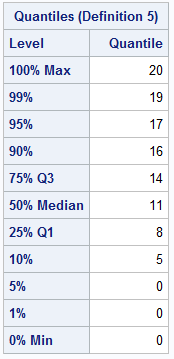 Quantiles (Definition 5)
Level Quantile
100% Max 20
99% 19
95% 17
90% 16
75% Q3 14
50% Median 11
25% Q1 8
10% 5
5% 0
1% 0
0% Min 0